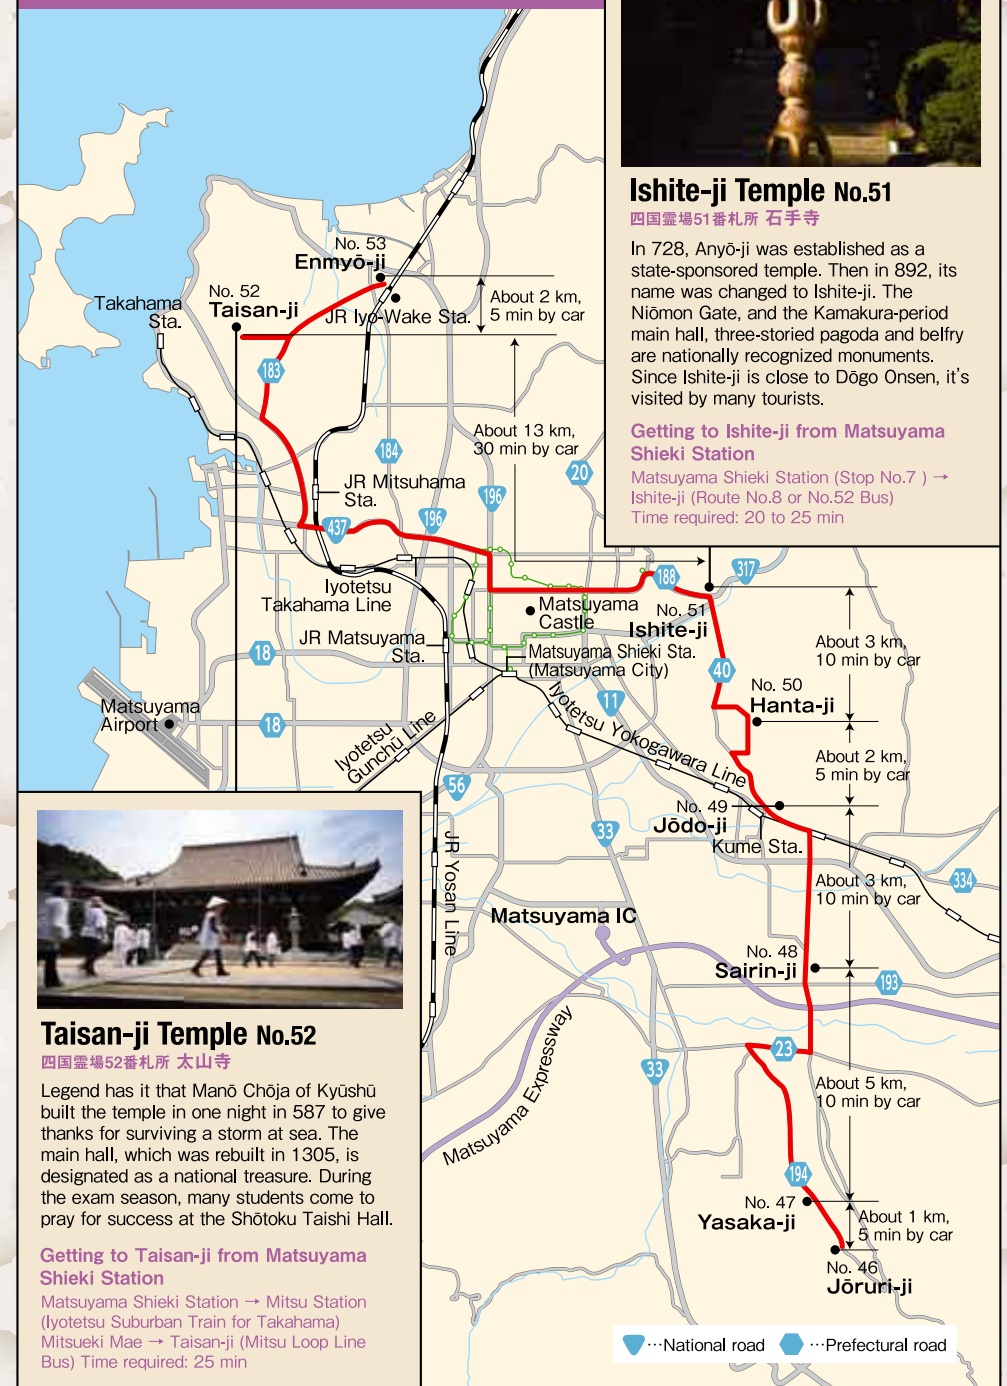 Ishite-ji Temple No.51
四国霊場51番札所 石手寺
In 728, Anyō-ji was established as a
state-sponsored temple. Then in 892, its
name was changed to Ishite-ji. The
Niōmon Gate, and the Kamakura-period
main hall, three-storied pagoda and belfry
are nationally recognized monuments.
Since Ishite-ji is close to Dōgo Onsen, it's
visited by many tourists.
Getting to Ishite-ji from Matsuyama
Shieki Station
Matsuyama Shieki Station (Stop No.7 ) →
Ishite-ji (Route No.8 or No.52 Bus)
Time required: 20 to 25 min
No. 53
Enmyō-ji
No. 52
Taisan-ji
Takahama
Sta.
JR Iyo-Wake Sta.
About 2 km,
5 min by car
183
About 13 km,
30 min by car
184
20
JR Mitsuhama
Sta.
196
196
437
Iyotetsu
Takahama Line
188
317
Matsuyama
Castle
No. 51
Ishite-ji
JR Matsuyama
Sta.
Matsuyama Shieki Sta.
(Matsuyama City)
18
About 3 km,
10 min by car
40
No. 50
Hanta-ji
11
Matsuyama
Airport
18
Iyotetsu
Gunchū Line
Iyotetsu Yokogawara Line
About 2 km,
5 min by car
56
No. 49
Jōdo-ji
Kume Sta.
33
JR Yosan Line
About 3 km,
10 min by car
334
Matsuyama IC
No. 48
Sairin-ji
193
Matsuyama Expressway
23
33
About 5 km,
10 min by car
194
No. 47
Yasaka-ji
About 1 km,
5 min by car
No. 46
Jōruri-ji
…National road
…Prefectural road
Taisan-ji Temple No.52
四国霊場52番札所 太山寺
Legend has it that Manō Chōja of Kyūshū
built the temple in one night in 587 to give
thanks for surviving a storm at sea. The
main hall, which was rebuilt in 1305, is
designated as a national treasure. During
the exam season, many students come to
pray for success at the Shōtoku Taishi Hall.
Getting to Taisan-ji from Matsuyama
Shieki Station
Matsuyama Shieki Station → Mitsu Station
(Iyotetsu Suburban Train for Takahama)
Mitsueki Mae → Taisan-ji (Mitsu Loop Line
Bus) Time required: 25 min